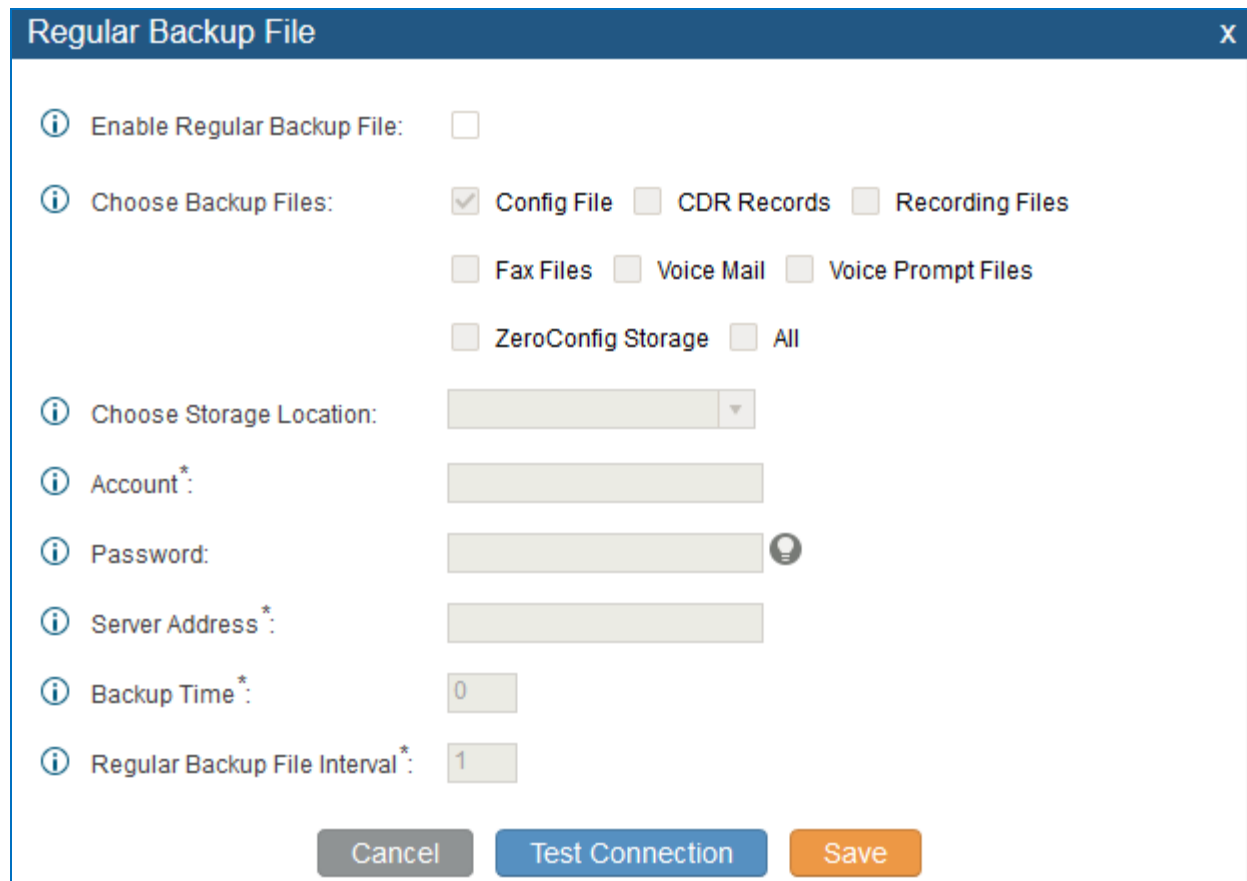 Regular Backup File X
Enable Regular Backup File:
Choose Backup Files: Config File CDR Records Recording Files
Fax Files Voice Mail Voice Prompt Files
ZeroConfig Storage All
Choose Storage Location:
Account*:
Password:
Server Address*:
Backup Time*: 0
Regular Backup File Interval*: 1
Cancel Test Connection Save